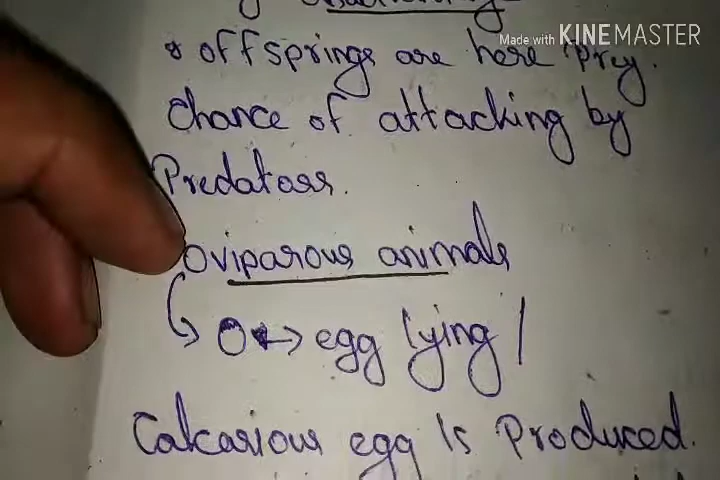 Made with KINEMASTER
* offsprings are here prey.
chance of attacking by
Predators.
Oviparous animals
O ↔ egg lying /
Calcarious egg is Produced.